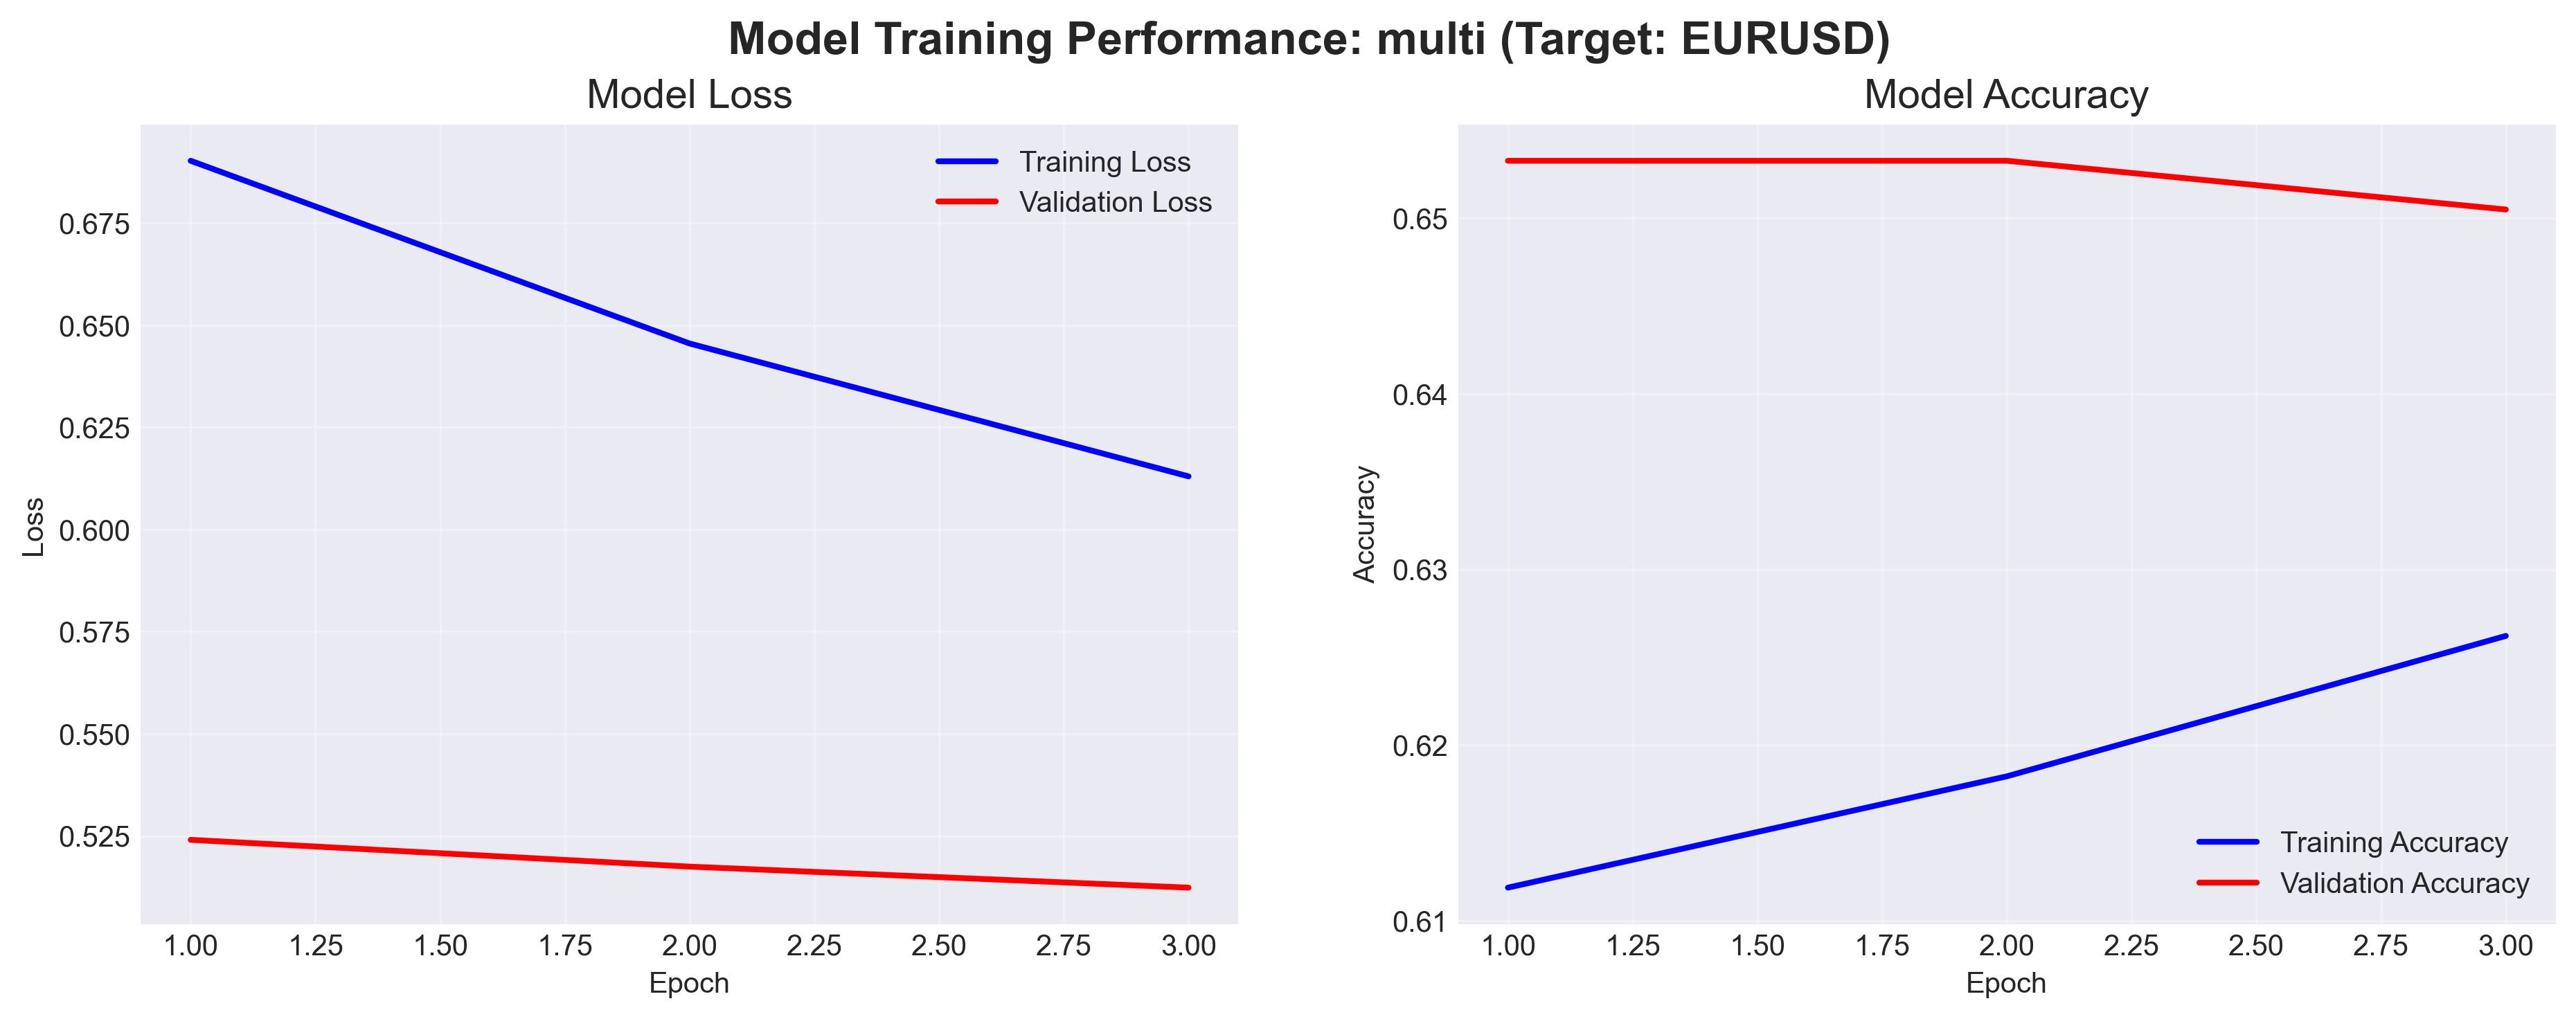 Model Training Performance: multi (Target: EURUSD)
Model Loss
Training Loss
Validation Loss
0.675
0.650
0.625
0.600
0.575
0.550
0.525
Loss
1.00 1.25 1.50 1.75 2.00 2.25 2.50 2.75 3.00
Epoch
Model Accuracy
0.65
0.64
0.63
0.62
0.61
Accuracy
Training Accuracy
Validation Accuracy
1.00 1.25 1.50 1.75 2.00 2.25 2.50 2.75 3.00
Epoch